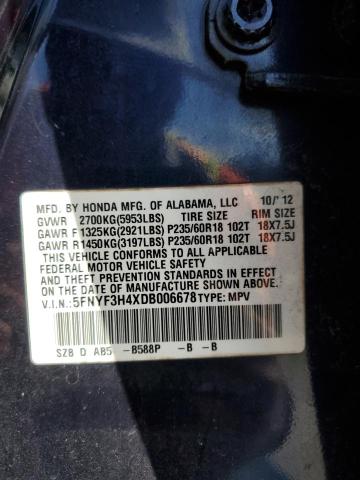 MFD. BY HONDA MFG. OF ALABAMA, LLC 10/'12
GVWR 2700KG(5953LBS) TIRE SIZE RIM SIZE
GAWR F 1325KG(2921LBS) P235/60R18 102T 18X7.5J
GAWR R1450KG(3197LBS) P235/60R18 102T 18X7.5J
THIS VEHICLE CONFORMS TO ALL APPLICABLE
FEDERAL MOTOR VEHICLE SAFETY AND
THEFT PREVENTION STANDARDS IN EFFECT ON
THE DATE OF MANUFACTURE SHOWN ABOVE.
V.I.N.: 5FNYF3H4XDB006678 TYPE: MPV
SZ8 D AB5 -B588P -B -B